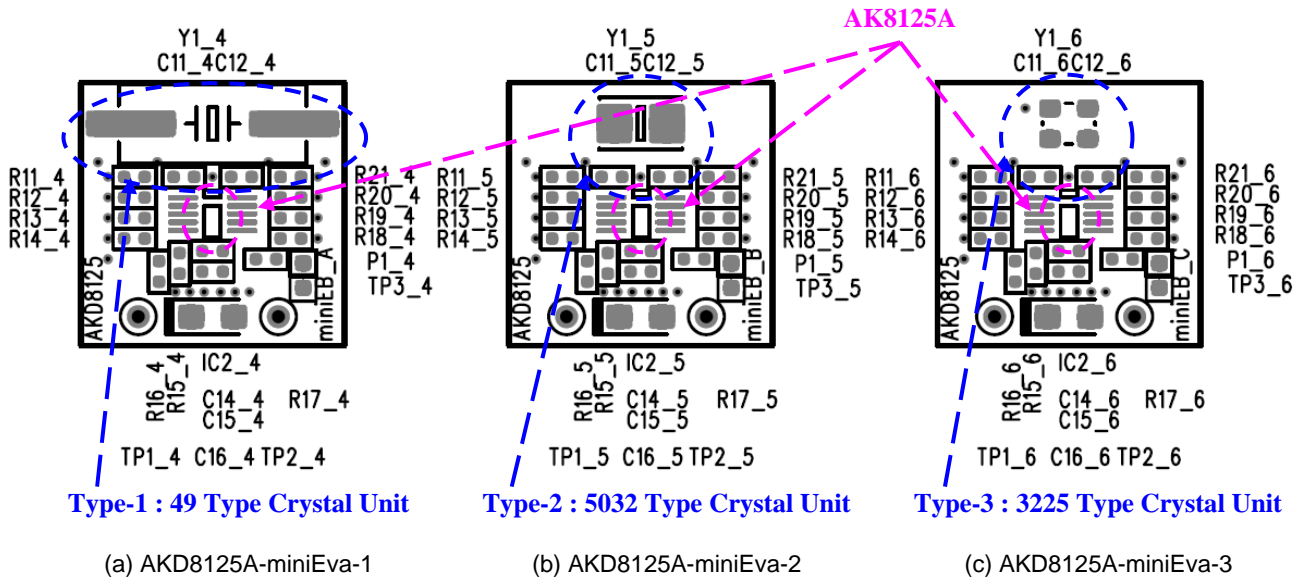 AK8125A
Y1_4
C11_4C12_4
R11_4
R12_4
R13_4
R14_4
R21_4
R20_4
R19_4
R18_4
P1_4
TP3_4
AKD8125
miniEB_A
R16_4
R15_4
IC2_4
C14_4
C15_4
R17_4
TP1_4 C16_4 TP2_4
Type-1 : 49 Type Crystal Unit
(a) AKD8125A-miniEva-1
Y1_5
C11_5C12_5
R11_5
R12_5
R13_5
R14_5
R21_5
R20_5
R19_5
R18_5
P1_5
TP3_5
AKD8125
miniEB_B
R16_5
R15_5
IC2_5
C14_5
C15_5
R17_5
TP1_5 C16_5 TP2_5
Type-2 : 5032 Type Crystal Unit
(b) AKD8125A-miniEva-2
Y1_6
C11_6C12_6
R11_6
R12_6
R13_6
R14_6
R21_6
R20_6
R19_6
R18_6
P1_6
TP3_6
AKD8125
miniEB_C
R16_6
R15_6
IC2_6
C14_6
C15_6
R17_6
TP1_6 C16_6 TP2_6
Type-3 : 3225 Type Crystal Unit
(c) AKD8125A-miniEva-3